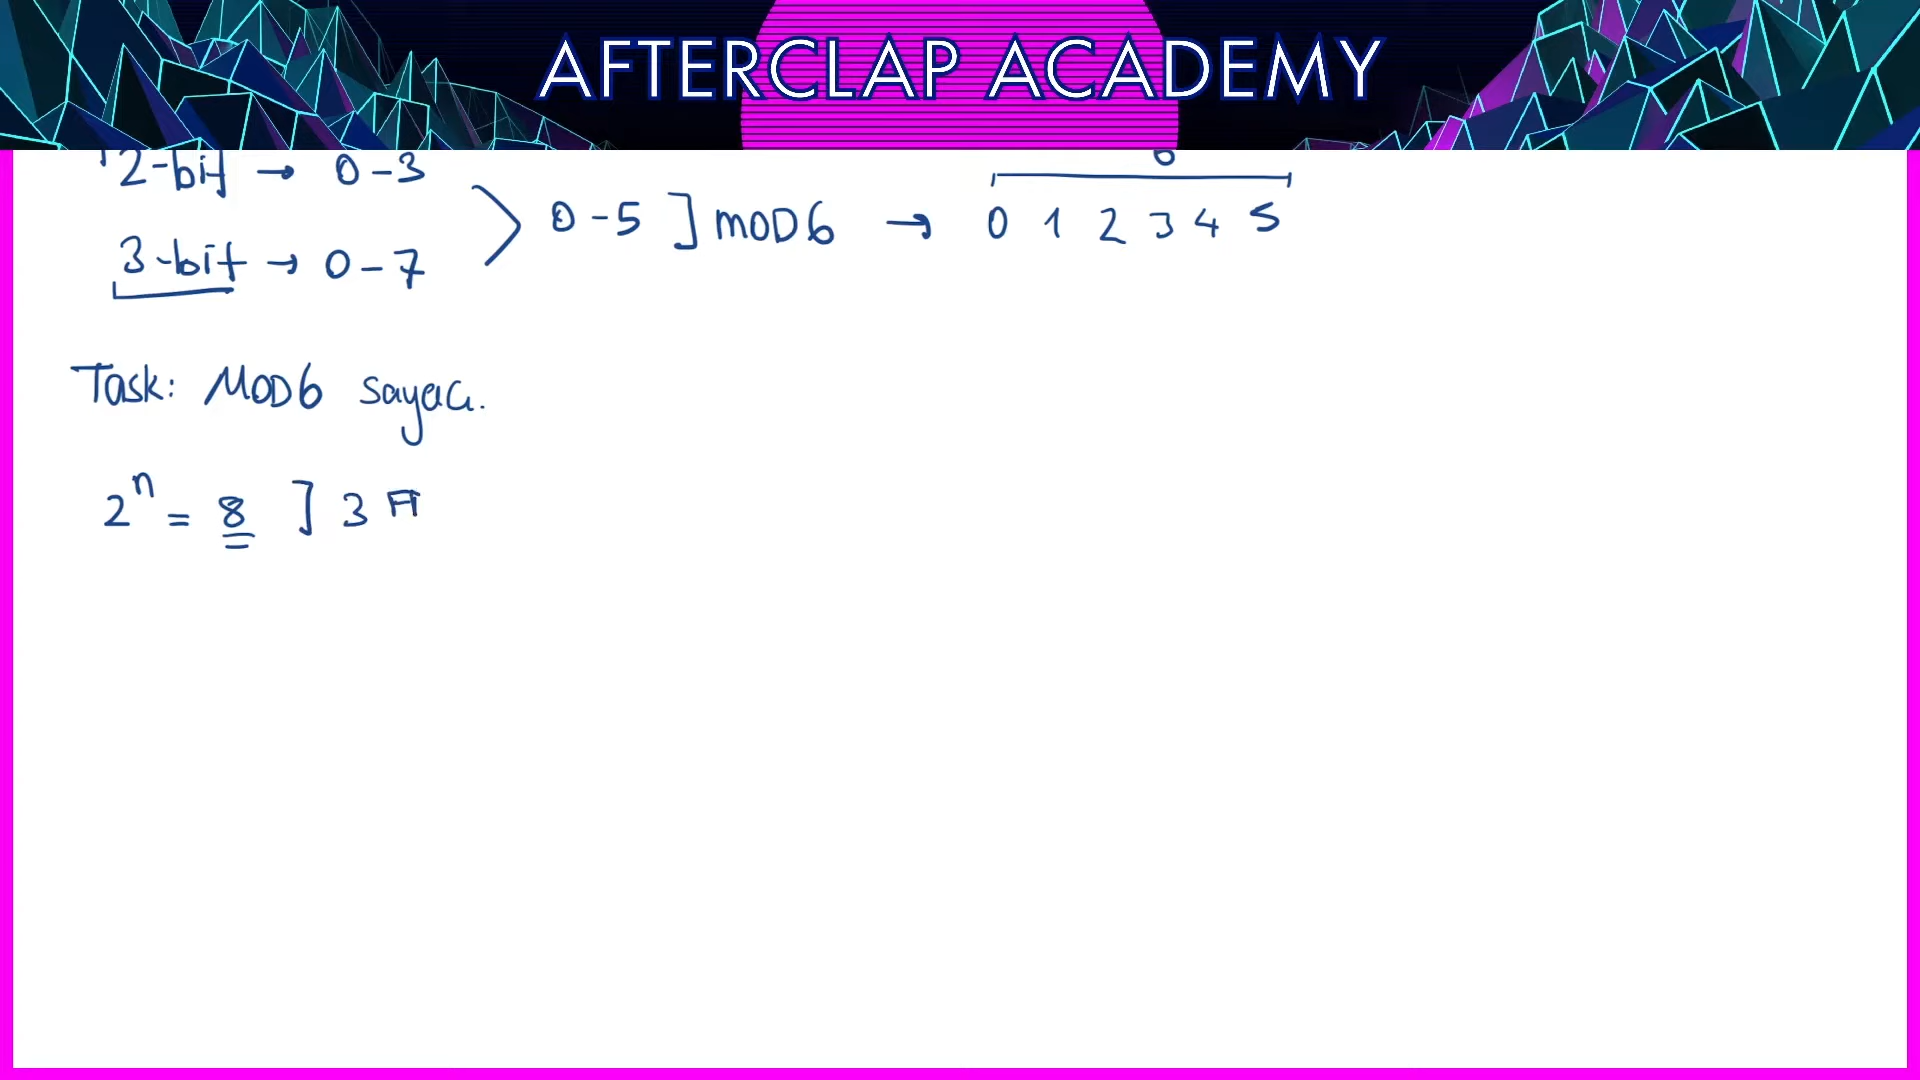 AFTERCLAP ACADEMY
2-bit → 0-3
6
3-bit → 0-7
0-5 ] MOD6 → 0 1 2 3 4 5
Task: MOD6 sayacı.
2^n = 8 ] 3 FF